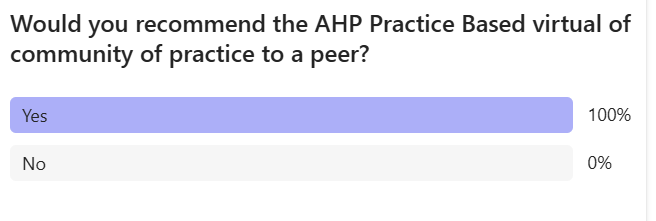 Would you recommend the AHP Practice Based virtual of
community of practice to a peer?
Yes 100%
No 0%